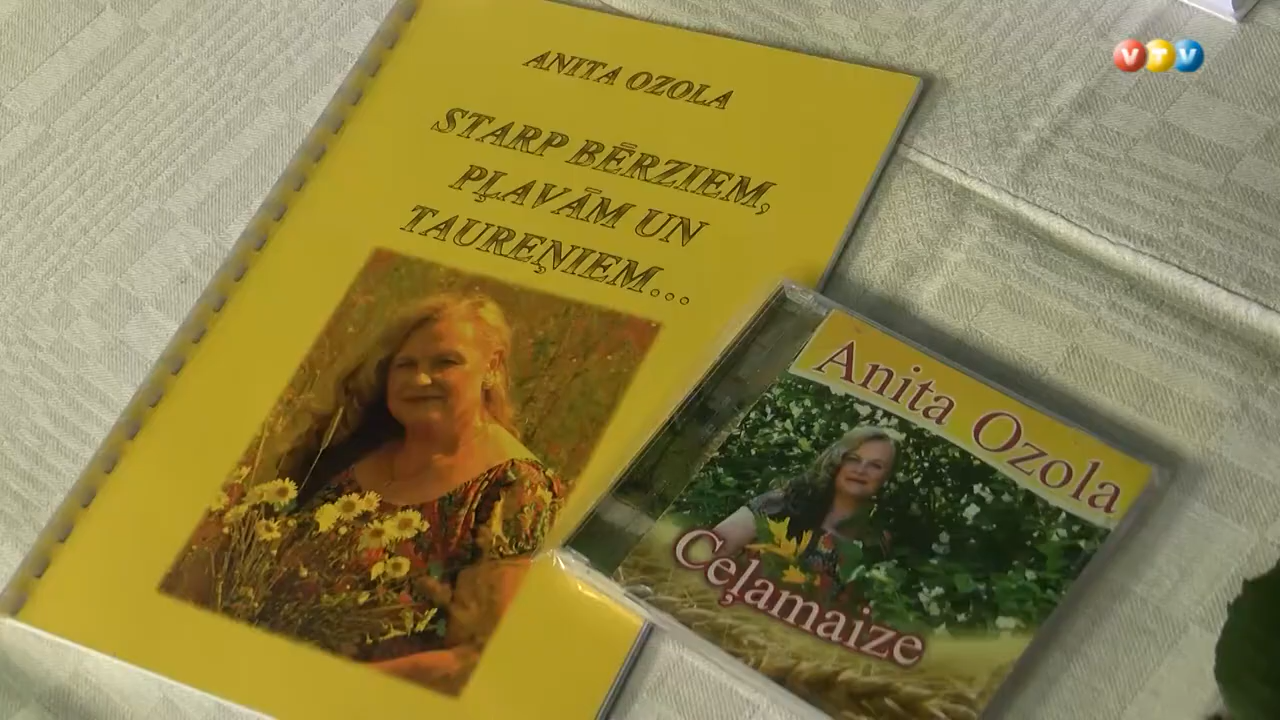 VTV
ANITA OZOLA
STARP BĒRZIEM,
PĻAVĀM UN
TAUREŅIEM...
Anita Ozola
Ceļamaize